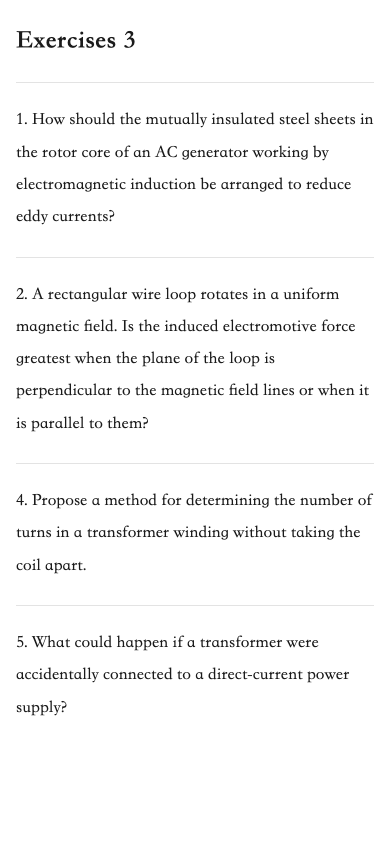 Exercises 3
1. How should the mutually insulated steel sheets in
the rotor core of an AC generator working by
electromagnetic induction be arranged to reduce
eddy currents?
2. A rectangular wire loop rotates in a uniform
magnetic field. Is the induced electromotive force
greatest when the plane of the loop is
perpendicular to the magnetic field lines or when it
is parallel to them?
4. Propose a method for determining the number of
turns in a transformer winding without taking the
coil apart.
5. What could happen if a transformer were
accidentally connected to a direct-current power
supply?